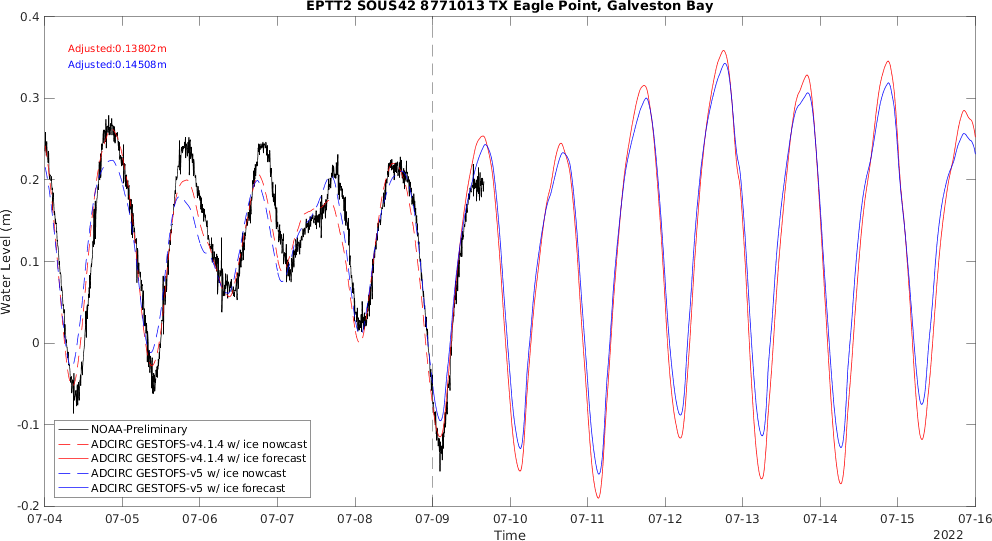 EPTT2 SOUS42 8771013 TX Eagle Point, Galveston Bay
0.4
Adjusted:0.13802m
Adjusted:0.14508m
0.3
0.2
0.1
0
-0.1
-0.2
Water Level (m)
NOAA-Preliminary
ADCIRC GESTOFS-v4.1.4 w/ ice nowcast
ADCIRC GESTOFS-v4.1.4 w/ ice forecast
ADCIRC GESTOFS-v5 w/ ice nowcast
ADCIRC GESTOFS-v5 w/ ice forecast
07-04 07-05 07-06 07-07 07-08 07-09 07-10 07-11 07-12 07-13 07-14 07-15 07-16
Time
2022